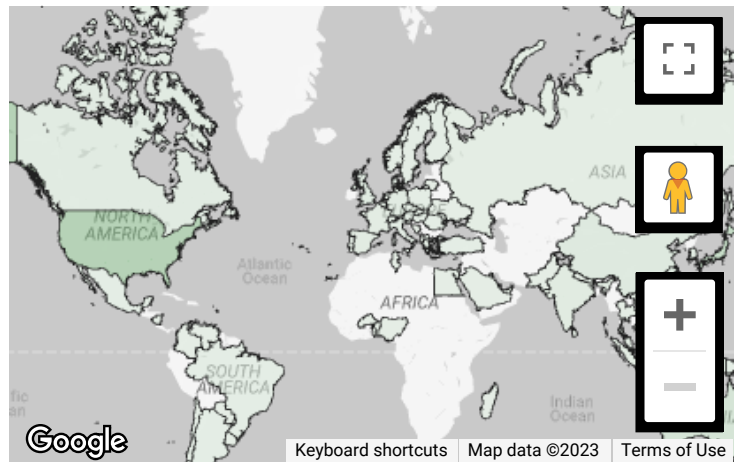 ASIA
NORTH
AMERICA
Atlantic
Ocean
AFRICA
SOUTH
AMERICA
Indian
Ocean
Google
Keyboard shortcuts
Map data ©2023
Terms of Use